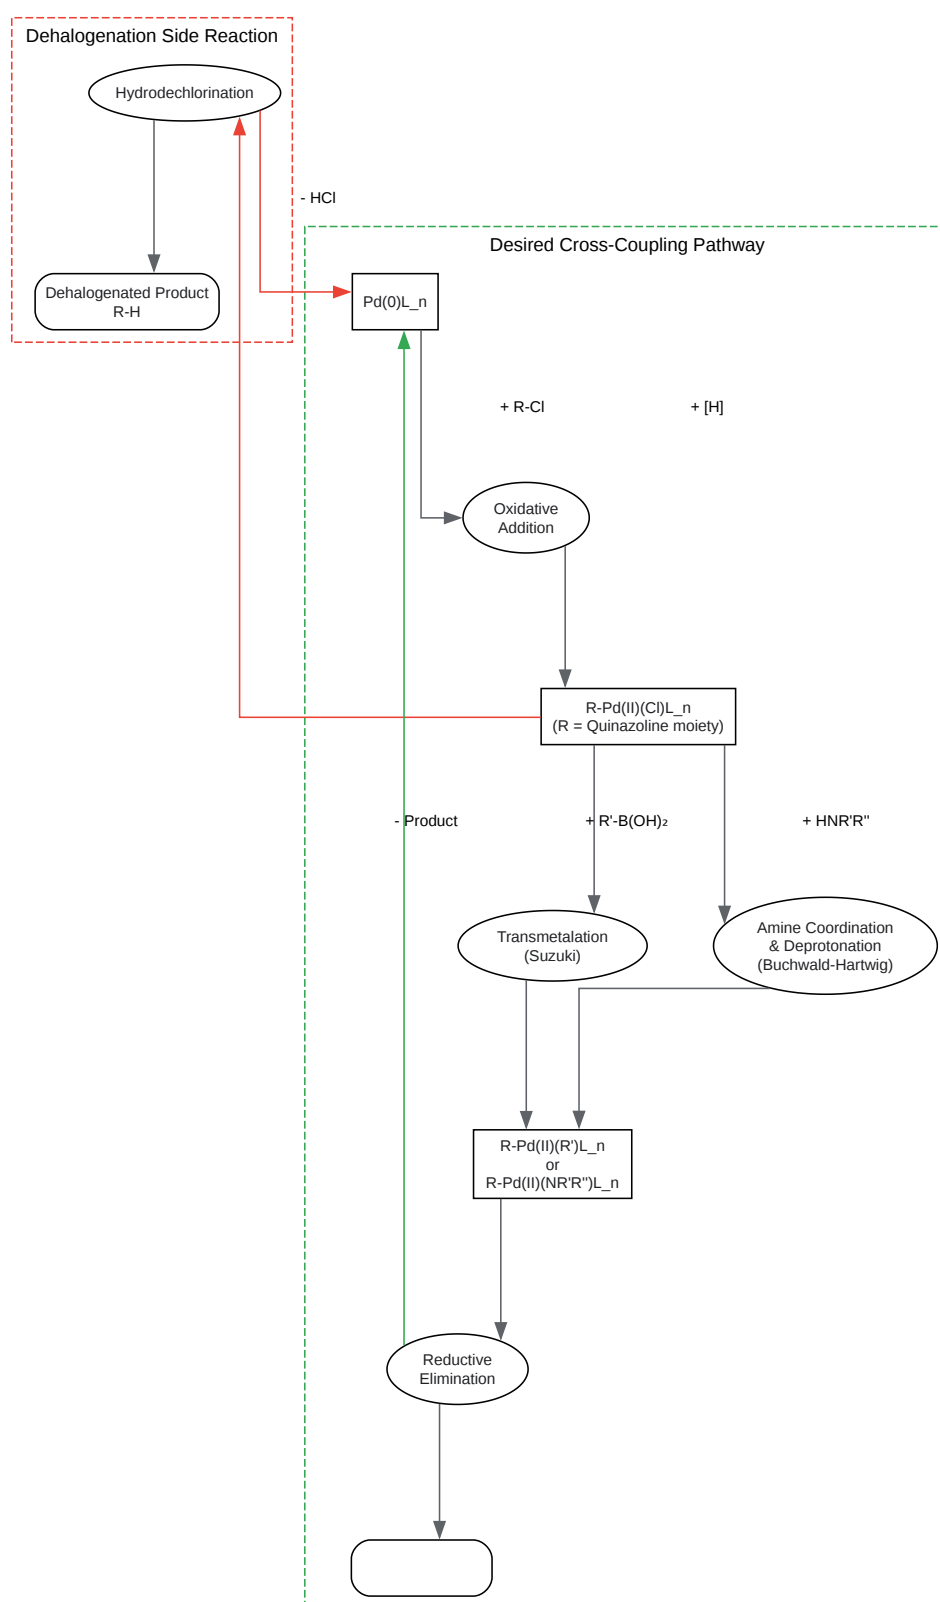 Dehalogenation Side Reaction
Hydrodechlorination
- HCl
Desired Cross-Coupling Pathway
Dehalogenated Product
R-H
Pd(0)L_n
+ R-Cl
+ [H]
Oxidative
Addition
R-Pd(II)(Cl)L_n
(R = Quinazoline moiety)
- Product
+ R'-B(OH)₂
+ HNR'R''
Transmetalation
(Suzuki)
Amine Coordination
& Deprotonation
(Buchwald-Hartwig)
R-Pd(II)(R')L_n
or
R-Pd(II)(NR'R'')L_n
Reductive
Elimination